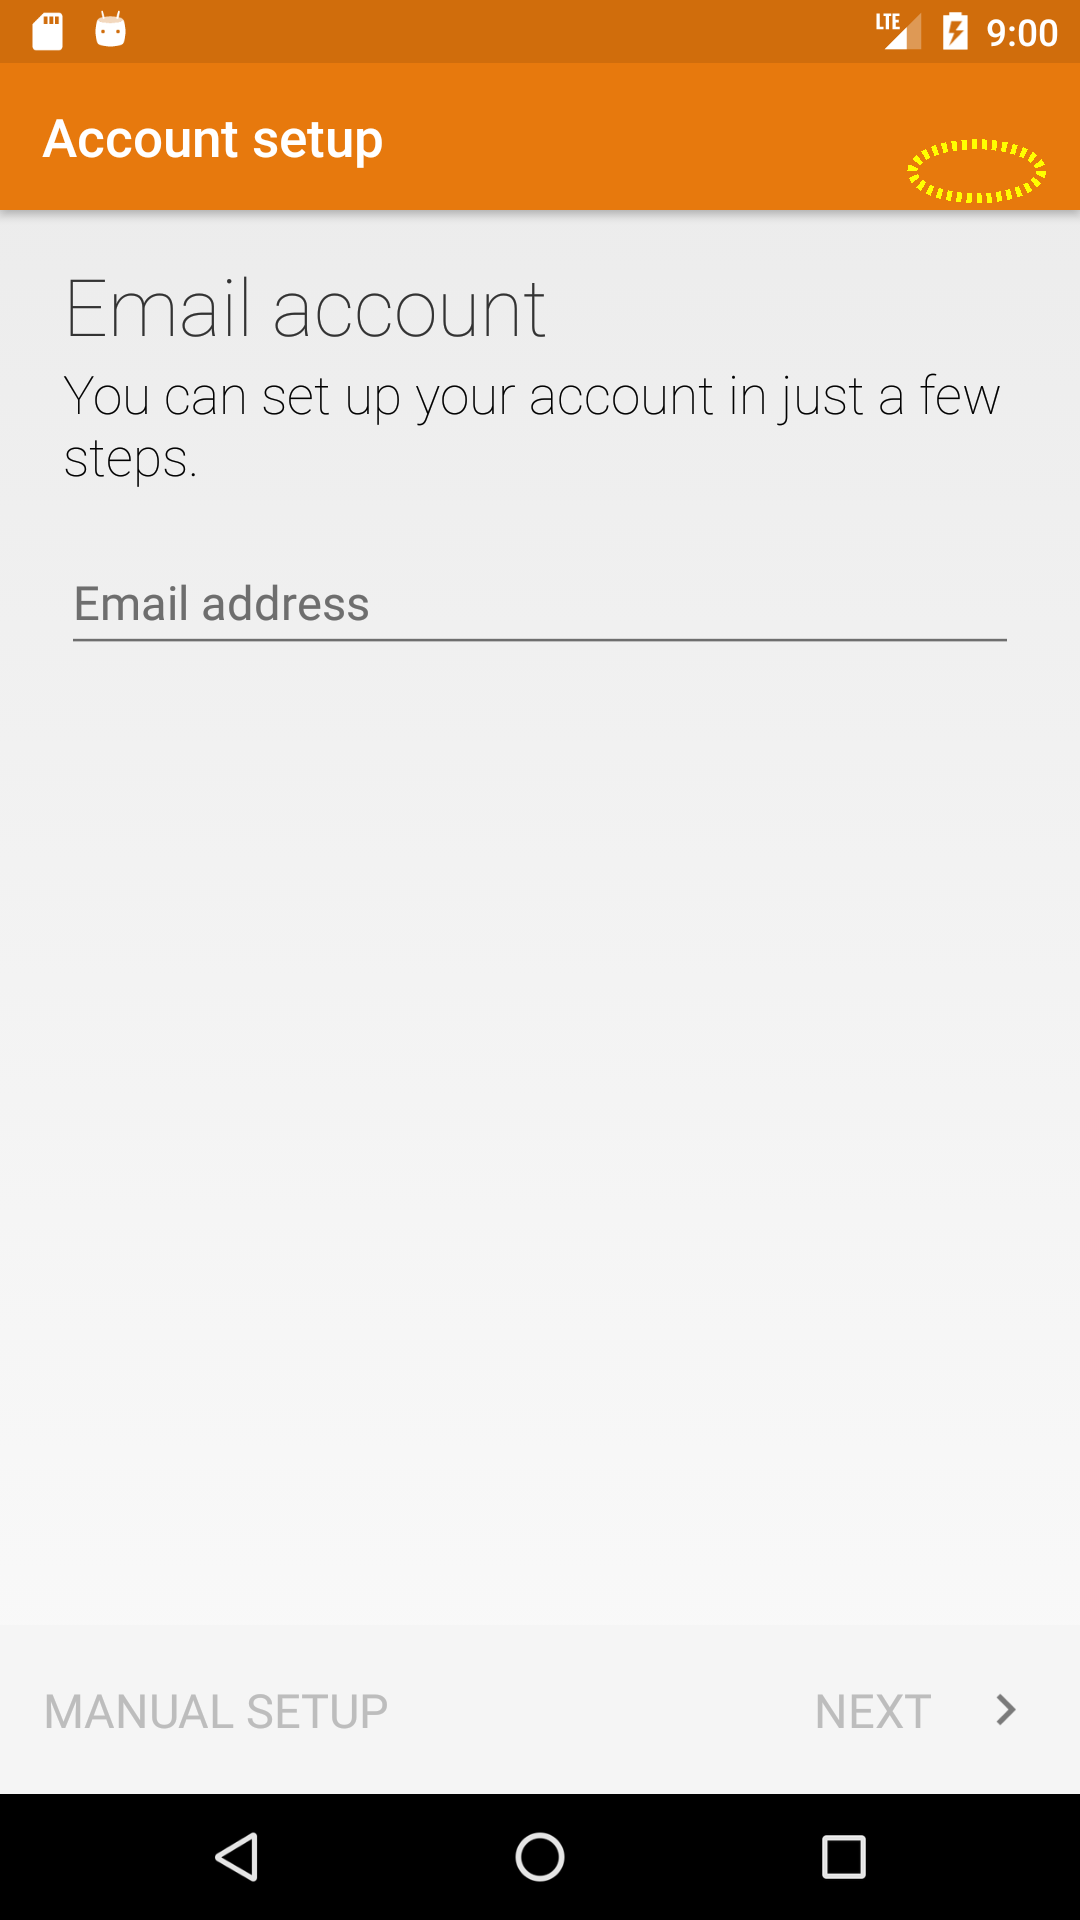 LTE 9:00
Account setup
Email account
You can set up your account in just a few
steps.
Email address
MANUAL SETUP NEXT